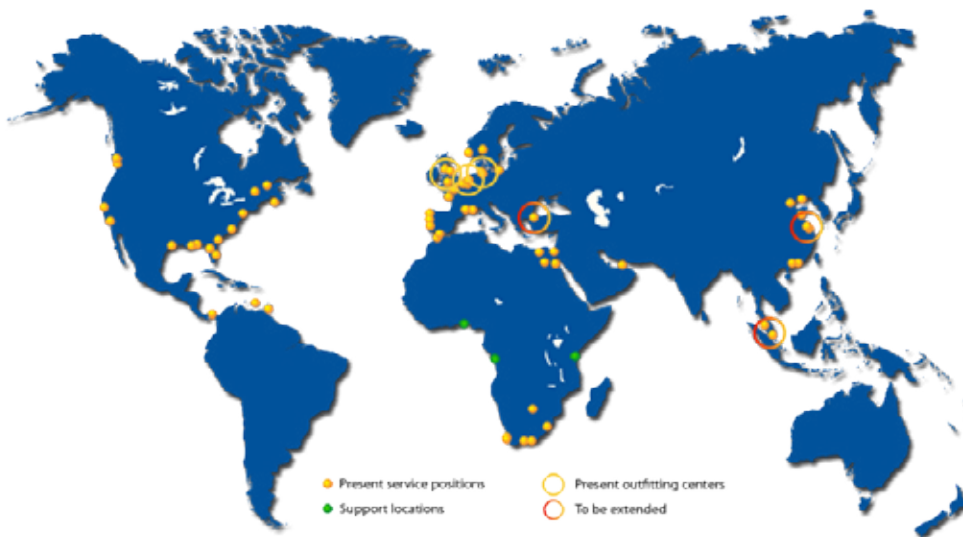 Present service positions
Present outfitting centers
Support locations
To be extended